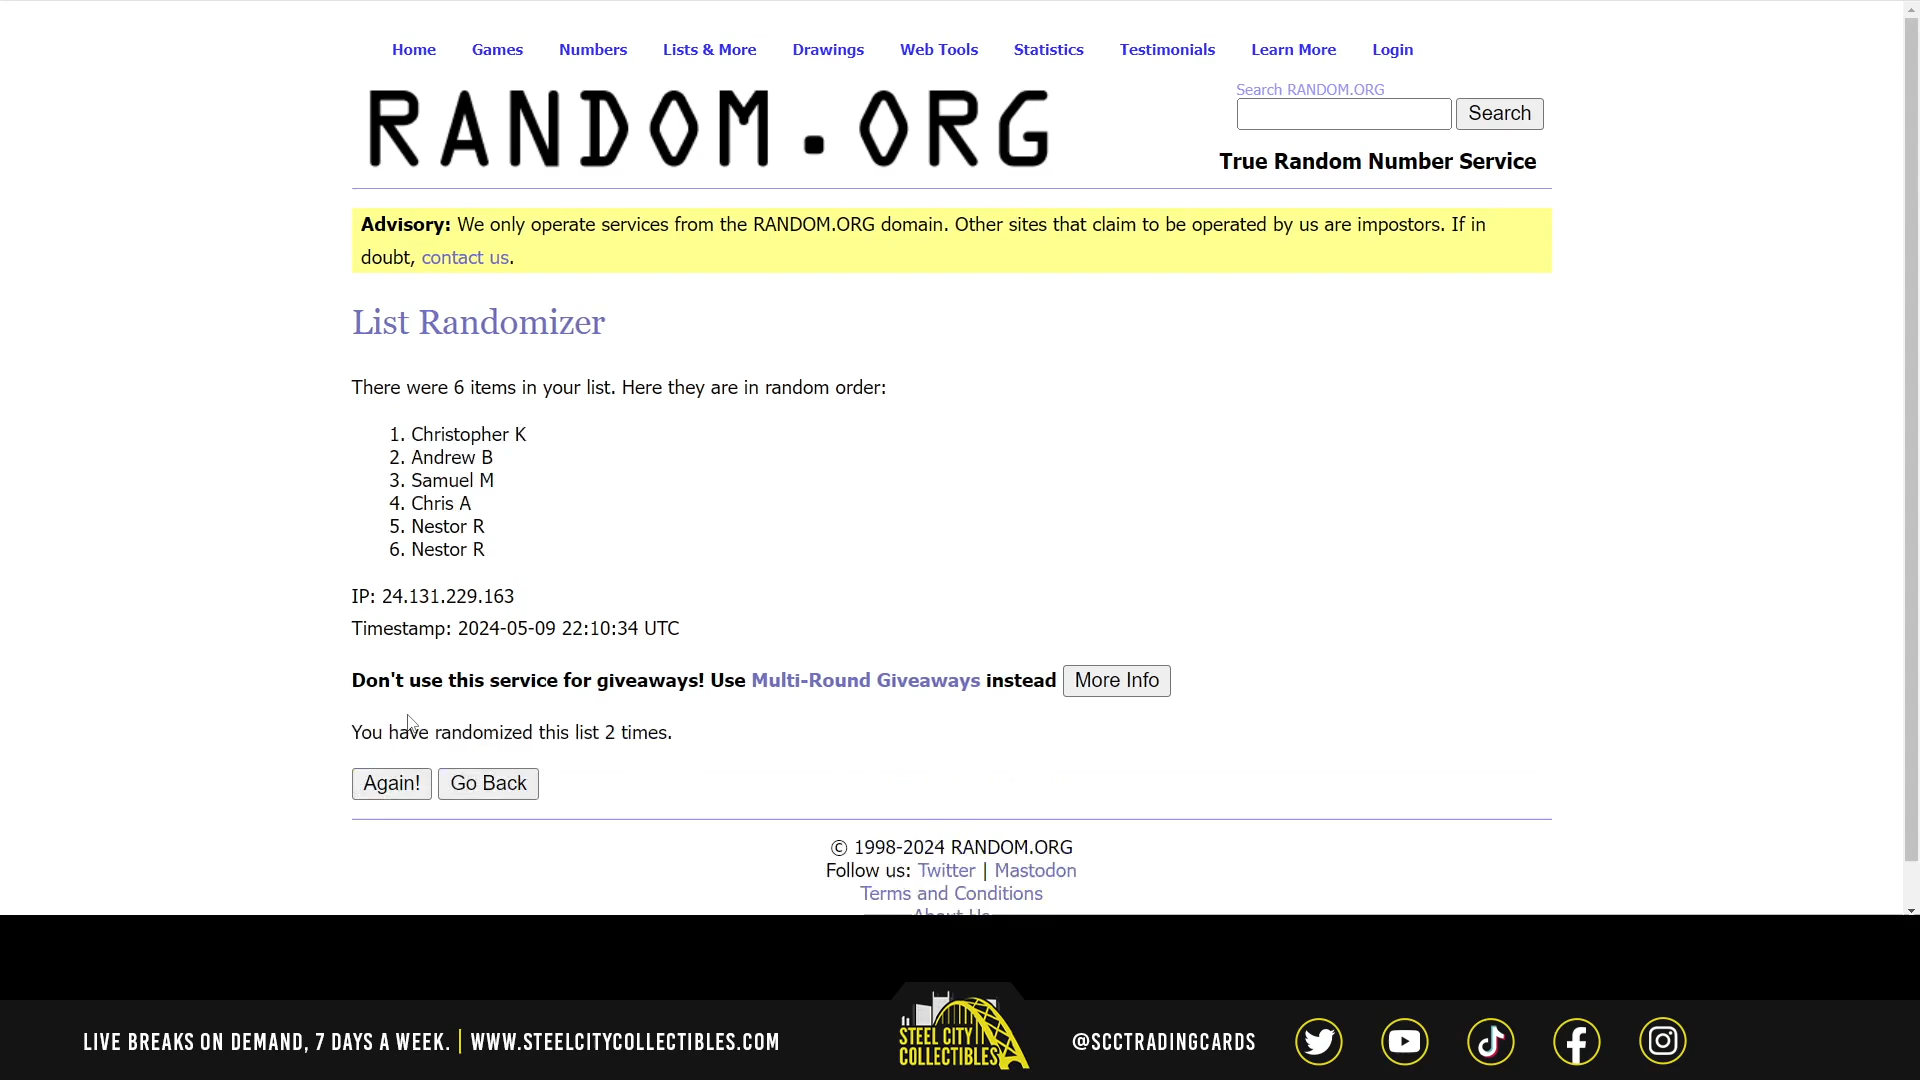 Home Games Numbers Lists & More Drawings Web Tools Statistics Testimonials Learn More Login
RANDOM.ORG
Search RANDOM.ORG
Search
True Random Number Service
Advisory: We only operate services from the RANDOM.ORG domain. Other sites that claim to be operated by us are impostors. If in
doubt, contact us.
List Randomizer
There were 6 items in your list. Here they are in random order:
1. Christopher K
2. Andrew B
3. Samuel M
4. Chris A
5. Nestor R
6. Nestor R
IP: 24.131.229.163
Timestamp: 2024-05-09 22:10:34 UTC
Don't use this service for giveaways! Use Multi-Round Giveaways instead More Info
You have randomized this list 2 times.
Again! Go Back
© 1998-2024 RANDOM.ORG
Follow us: Twitter | Mastodon
Terms and Conditions
About Us
LIVE BREAKS ON DEMAND, 7 DAYS A WEEK. | WWW.STEELCITYCOLLECTIBLES.COM
STEEL CITY
COLLECTIBLES
@SCCTRADINGCARDS